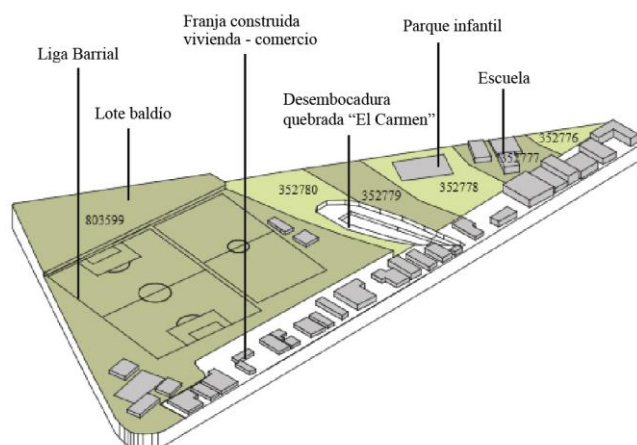 Franja construida
vivienda - comercio
Parque infantil
Liga Barrial
Escuela
Desembocadura
quebrada “El Carmen”
Lote baldío
352776
352777
352780
352779
352778
803599